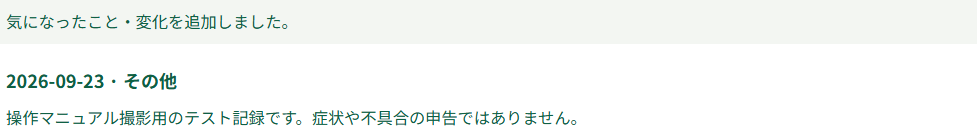 気になったこと・変化を追加しました。
2026-09-23・その他
操作マニュアル撮影用のテスト記録です。症状や不具合の申告ではありません。